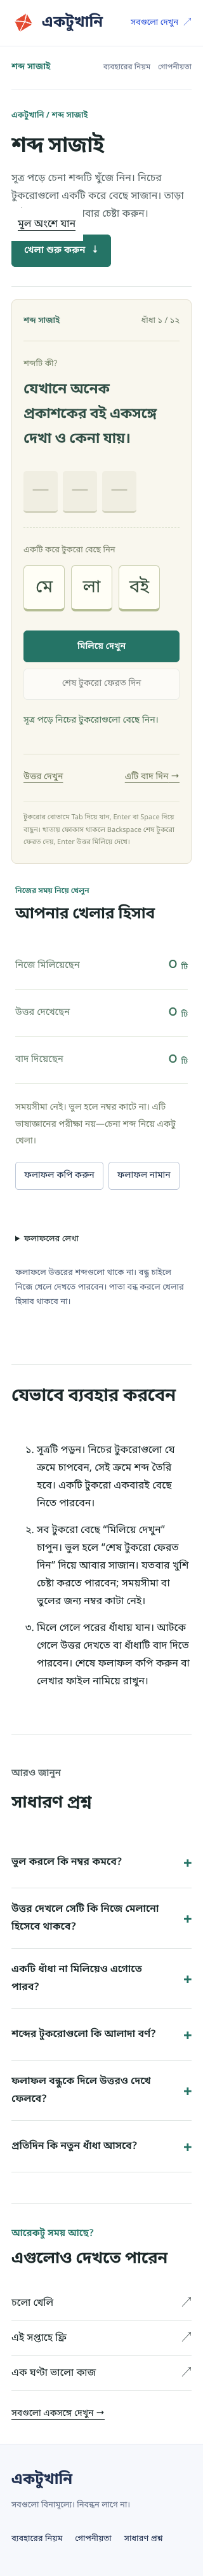 একটুখানি
সবগুলো দেখুন ↗
শব্দ সাজাই
ব্যবহারের নিয়ম গোপনীয়তা
একটুখানি / শব্দ সাজাই
শব্দ সাজাই
সূত্র পড়ে চেনা শব্দটি খুঁজে নিন। নিচের
টুকরোগুলো একটি করে বেছে সাজান। তাড়া
াবার চেষ্টা করুন।
মূল অংশে যান
খেলা শুরু করুন ↓
শব্দ সাজাই
ধাঁধা ১ / ১২
শব্দটি কী?
যেখানে অনেক
প্রকাশকের বই একসঙ্গে
দেখা ও কেনা যায়।
— — —
একটি করে টুকরো বেছে নিন
মে লা বই
মিলিয়ে দেখুন
শেষ টুকরো ফেরত দিন
সূত্র পড়ে নিচের টুকরোগুলো বেছে নিন।
উত্তর দেখুন
এটি বাদ দিন →
টুকরোর বোতামে Tab দিয়ে যান, Enter বা Space দিয়ে
বাছুন। ধাঁধায় ফোকাস থাকলে Backspace শেষ টুকরো
ফেরত দেয়, Enter উত্তর মিলিয়ে দেখে।
নিজের সময় নিয়ে খেলুন
আপনার খেলার হিসাব
নিজে মিলিয়েছেন
০ টি
উত্তর দেখেছেন
০ টি
বাদ দিয়েছেন
০ টি
সময়সীমা নেই। ভুল হলে নম্বর কাটে না। এটি
ভাষাজ্ঞানের পরীক্ষা নয়—চেনা শব্দ নিয়ে একটু
খেলা।
ফলাফল কপি করুন
ফলাফল নামান
▶ ফলাফলের লেখা
ফলাফলে উত্তরের শব্দগুলো থাকে না। বন্ধু চাইলে
নিজে খেলে দেখতে পারবেন। পাতা বন্ধ করলে খেলার
হিসাব থাকবে না।
যেভাবে ব্যবহার করবেন
১. সূত্রটি পড়ুন। নিচের টুকরোগুলো যে
ক্রমে চাপবেন, সেই ক্রমে শব্দ তৈরি
হবে। একটি টুকরো একবারই বেছে
নিতে পারবেন।
২. সব টুকরো বেছে “মিলিয়ে দেখুন”
চাপুন। ভুল হলে “শেষ টুকরো ফেরত
দিন” দিয়ে আবার সাজান। যতবার খুশি
চেষ্টা করতে পারবেন; সময়সীমা বা
ভুলের জন্য নম্বর কাটা নেই।
৩. মিলে গেলে পরের ধাঁধায় যান। আটকে
গেলে উত্তর দেখতে বা ধাঁধাটি বাদ দিতে
পারবেন। শেষে ফলাফল কপি করুন বা
লেখার ফাইল নামিয়ে রাখুন।
আরও জানুন
সাধারণ প্রশ্ন
ভুল করলে কি নম্বর কমবে? +
উত্তর দেখলে সেটি কি নিজে মেলানো
হিসেবে থাকবে? +
একটি ধাঁধা না মিলিয়েও এগোতে
পারব? +
শব্দের টুকরোগুলো কি আলাদা বর্ণ? +
ফলাফল বন্ধুকে দিলে উত্তরও দেখে
ফেলবে? +
প্রতিদিন কি নতুন ধাঁধা আসবে? +
আরেকটু সময় আছে?
এগুলোও দেখতে পারেন
চলো খেলি ↗
এই সপ্তাহে ফ্রি ↗
এক ঘণ্টা ভালো কাজ ↗
সবগুলো একসঙ্গে দেখুন →
একটুখানি
সবগুলো বিনামূল্যে। নিবন্ধন লাগে না।
ব্যবহারের নিয়ম গোপনীয়তা সাধারণ প্রশ্ন